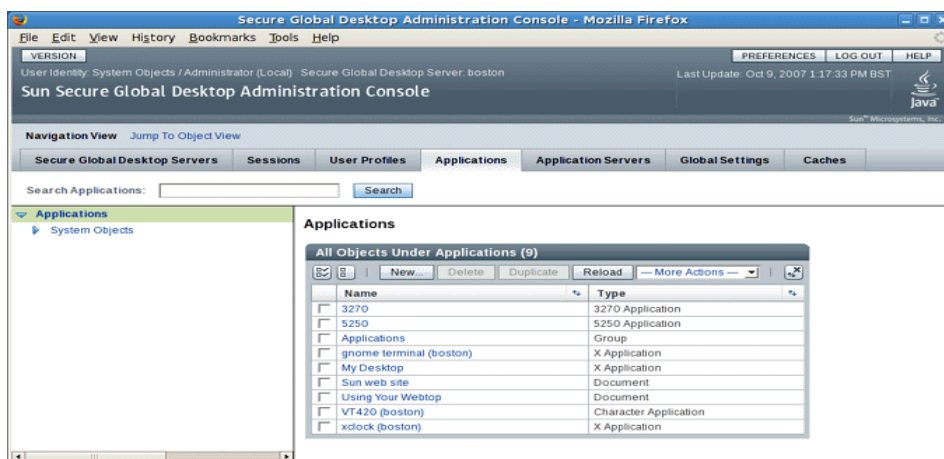 Secure Global Desktop Administration Console - Mozilla Firefox
File Edit View History Bookmarks Tools Help
VERSION PREFERENCES LOG OUT HELP
User Identity: System Objects / Administrator (Local) Secure Global Desktop Server: boston Last Update: Oct 9, 2007 1:17:33 PM BST
Sun Secure Global Desktop Administration Console
Java
Sun™ Microsystems, Inc.
Navigation View Jump To Object View
Secure Global Desktop Servers Sessions User Profiles Applications Application Servers Global Settings Caches
Search Applications: Search
Applications
System Objects
Applications
All Objects Under Applications (9)
New... Delete Duplicate Reload — More Actions —
Name Type
3270 3270 Application
5250 5250 Application
Applications Group
gnome terminal (boston) X Application
My Desktop X Application
Sun web site Document
Using Your Webtop Document
VT420 (boston) Character Application
xclock (boston) X Application